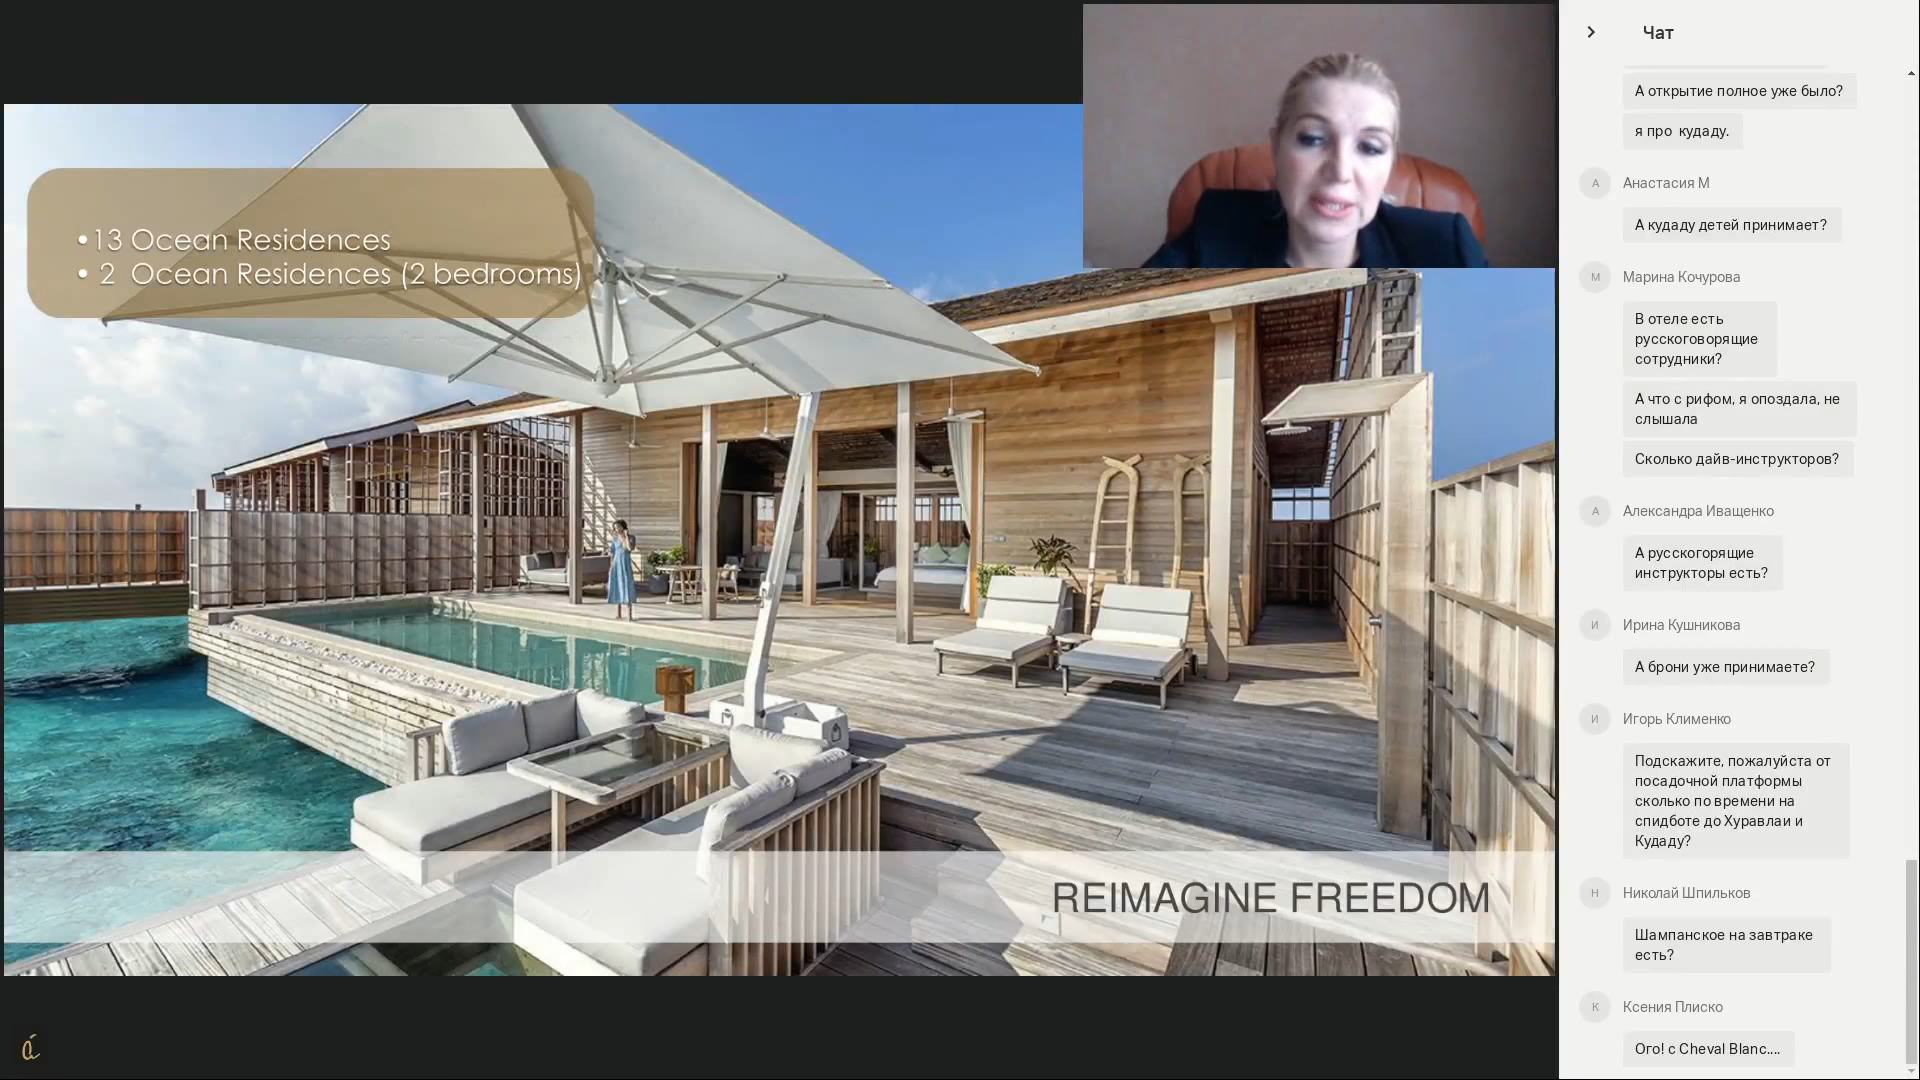 • 13 Ocean Residences
• 2 Ocean Residences (2 bedrooms)
REIMAGINE FREEDOM
á
Чат
А открытие полное уже было?
я про кудаду.
А
Анастасия М
А кудаду детей принимает?
М
Марина Кочурова
В отеле есть
русскоговорящие
сотрудники?
А что с рифом, я опоздала, не
слышала
Сколько дайв-инструкторов?
А
Александра Иващенко
А русскогорящие
инструкторы есть?
И
Ирина Кушникова
А брони уже принимаете?
И
Игорь Клименко
Подскажите, пожалуйста от
посадочной платформы
сколько по времени на
спидботе до Хуравлаи и
Кудаду?
Н
Николай Шпильков
Шампанское на завтраке
есть?
К
Ксения Плиско
Ого! с Cheval Blanc....